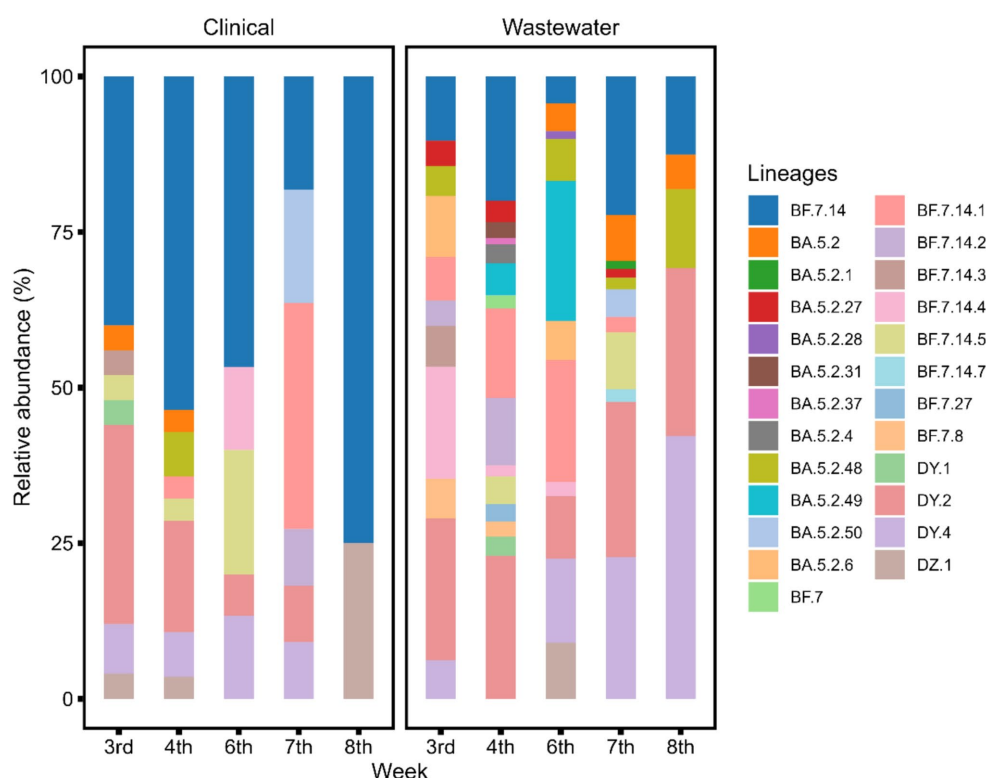 Clinical
Wastewater
Relative abundance (%)
100
75
50
25
0
3rd 4th 6th 7th 8th
3rd 4th 6th 7th 8th
Week
Lineages
BF.7.14
BA.5.2
BA.5.2.1
BA.5.2.27
BA.5.2.28
BA.5.2.31
BA.5.2.37
BA.5.2.4
BA.5.2.48
BA.5.2.49
BA.5.2.50
BA.5.2.6
BF.7
BF.7.14.1
BF.7.14.2
BF.7.14.3
BF.7.14.4
BF.7.14.5
BF.7.14.7
BF.7.27
BF.7.8
DY.1
DY.2
DY.4
DZ.1